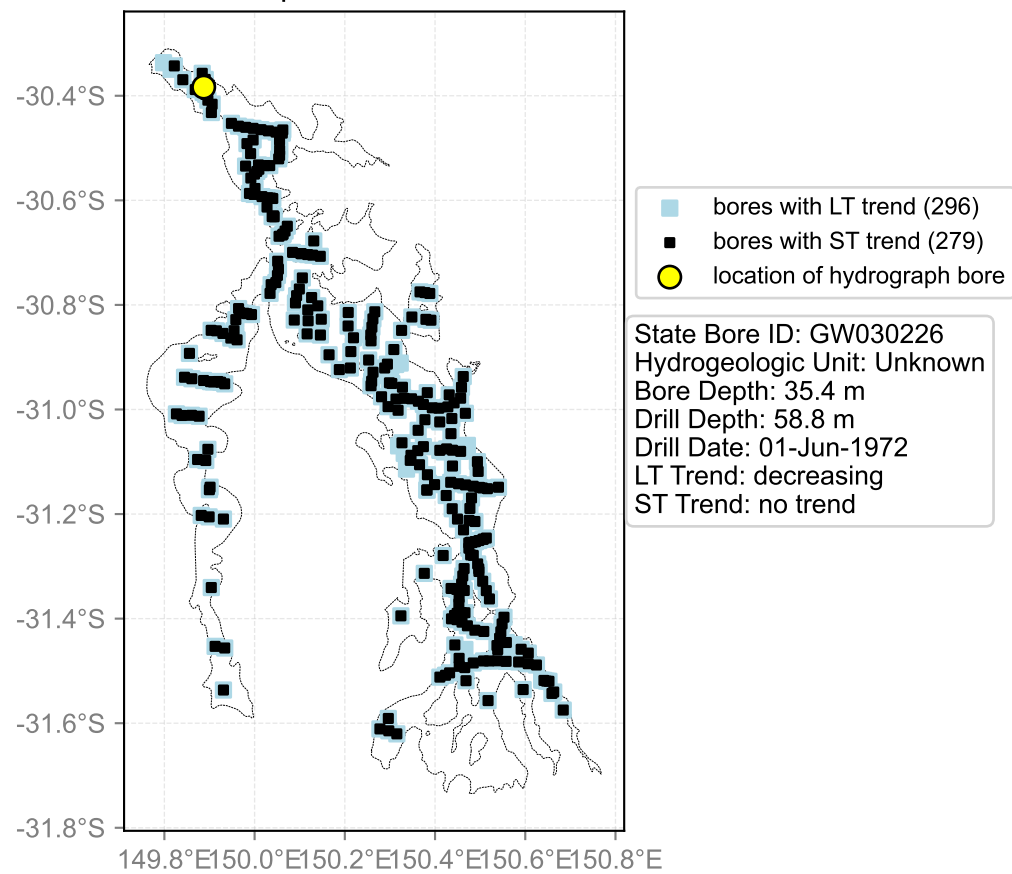 -30.4°S
-30.6°S
-30.8°S
-31.0°S
-31.2°S
-31.4°S
-31.6°S
-31.8°S
149.8°E150.0°E150.2°E150.4°E150.6°E150.8°E
bores with LT trend (296)
bores with ST trend (279)
location of hydrograph bore
State Bore ID: GW030226
Hydrogeologic Unit: Unknown
Bore Depth: 35.4 m
Drill Depth: 58.8 m
Drill Date: 01-Jun-1972
LT Trend: decreasing
ST Trend: no trend